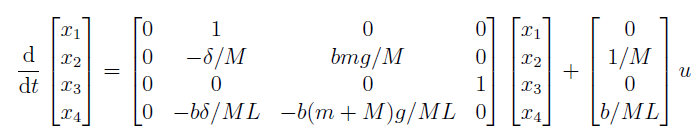 d/dt [x₁ x₂ x₃ x₄] = [0 1 0 0; 0 −δ/M bmg/M 0; 0 0 0 1; 0 −bδ/ML −b(m + M)g/ML 0] [x₁ x₂ x₃ x₄] + [0 1/M 0 b/ML] u